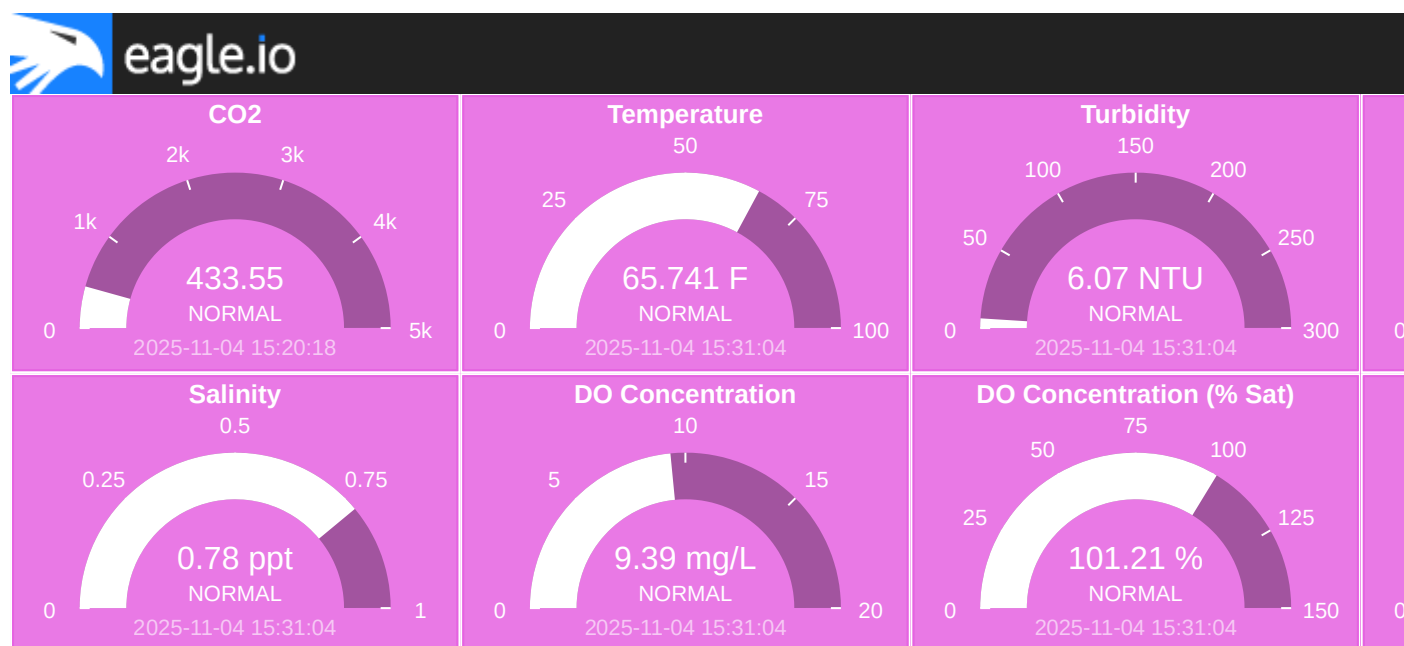 eagle.io
CO2
2k
3k
1k
4k
433.55
NORMAL
0
5k
2025-11-04 15:20:18
Temperature
50
25
75
65.741 F
NORMAL
0
100
2025-11-04 15:31:04
Turbidity
150
100
200
50
250
6.07 NTU
NORMAL
0
300
2025-11-04 15:31:04
0
Salinity
0.5
0.25
0.75
0.78 ppt
NORMAL
0
1
2025-11-04 15:31:04
DO Concentration
10
5
15
9.39 mg/L
NORMAL
0
20
2025-11-04 15:31:04
DO Concentration (% Sat)
75
50
100
25
125
101.21 %
NORMAL
0
150
2025-11-04 15:31:04